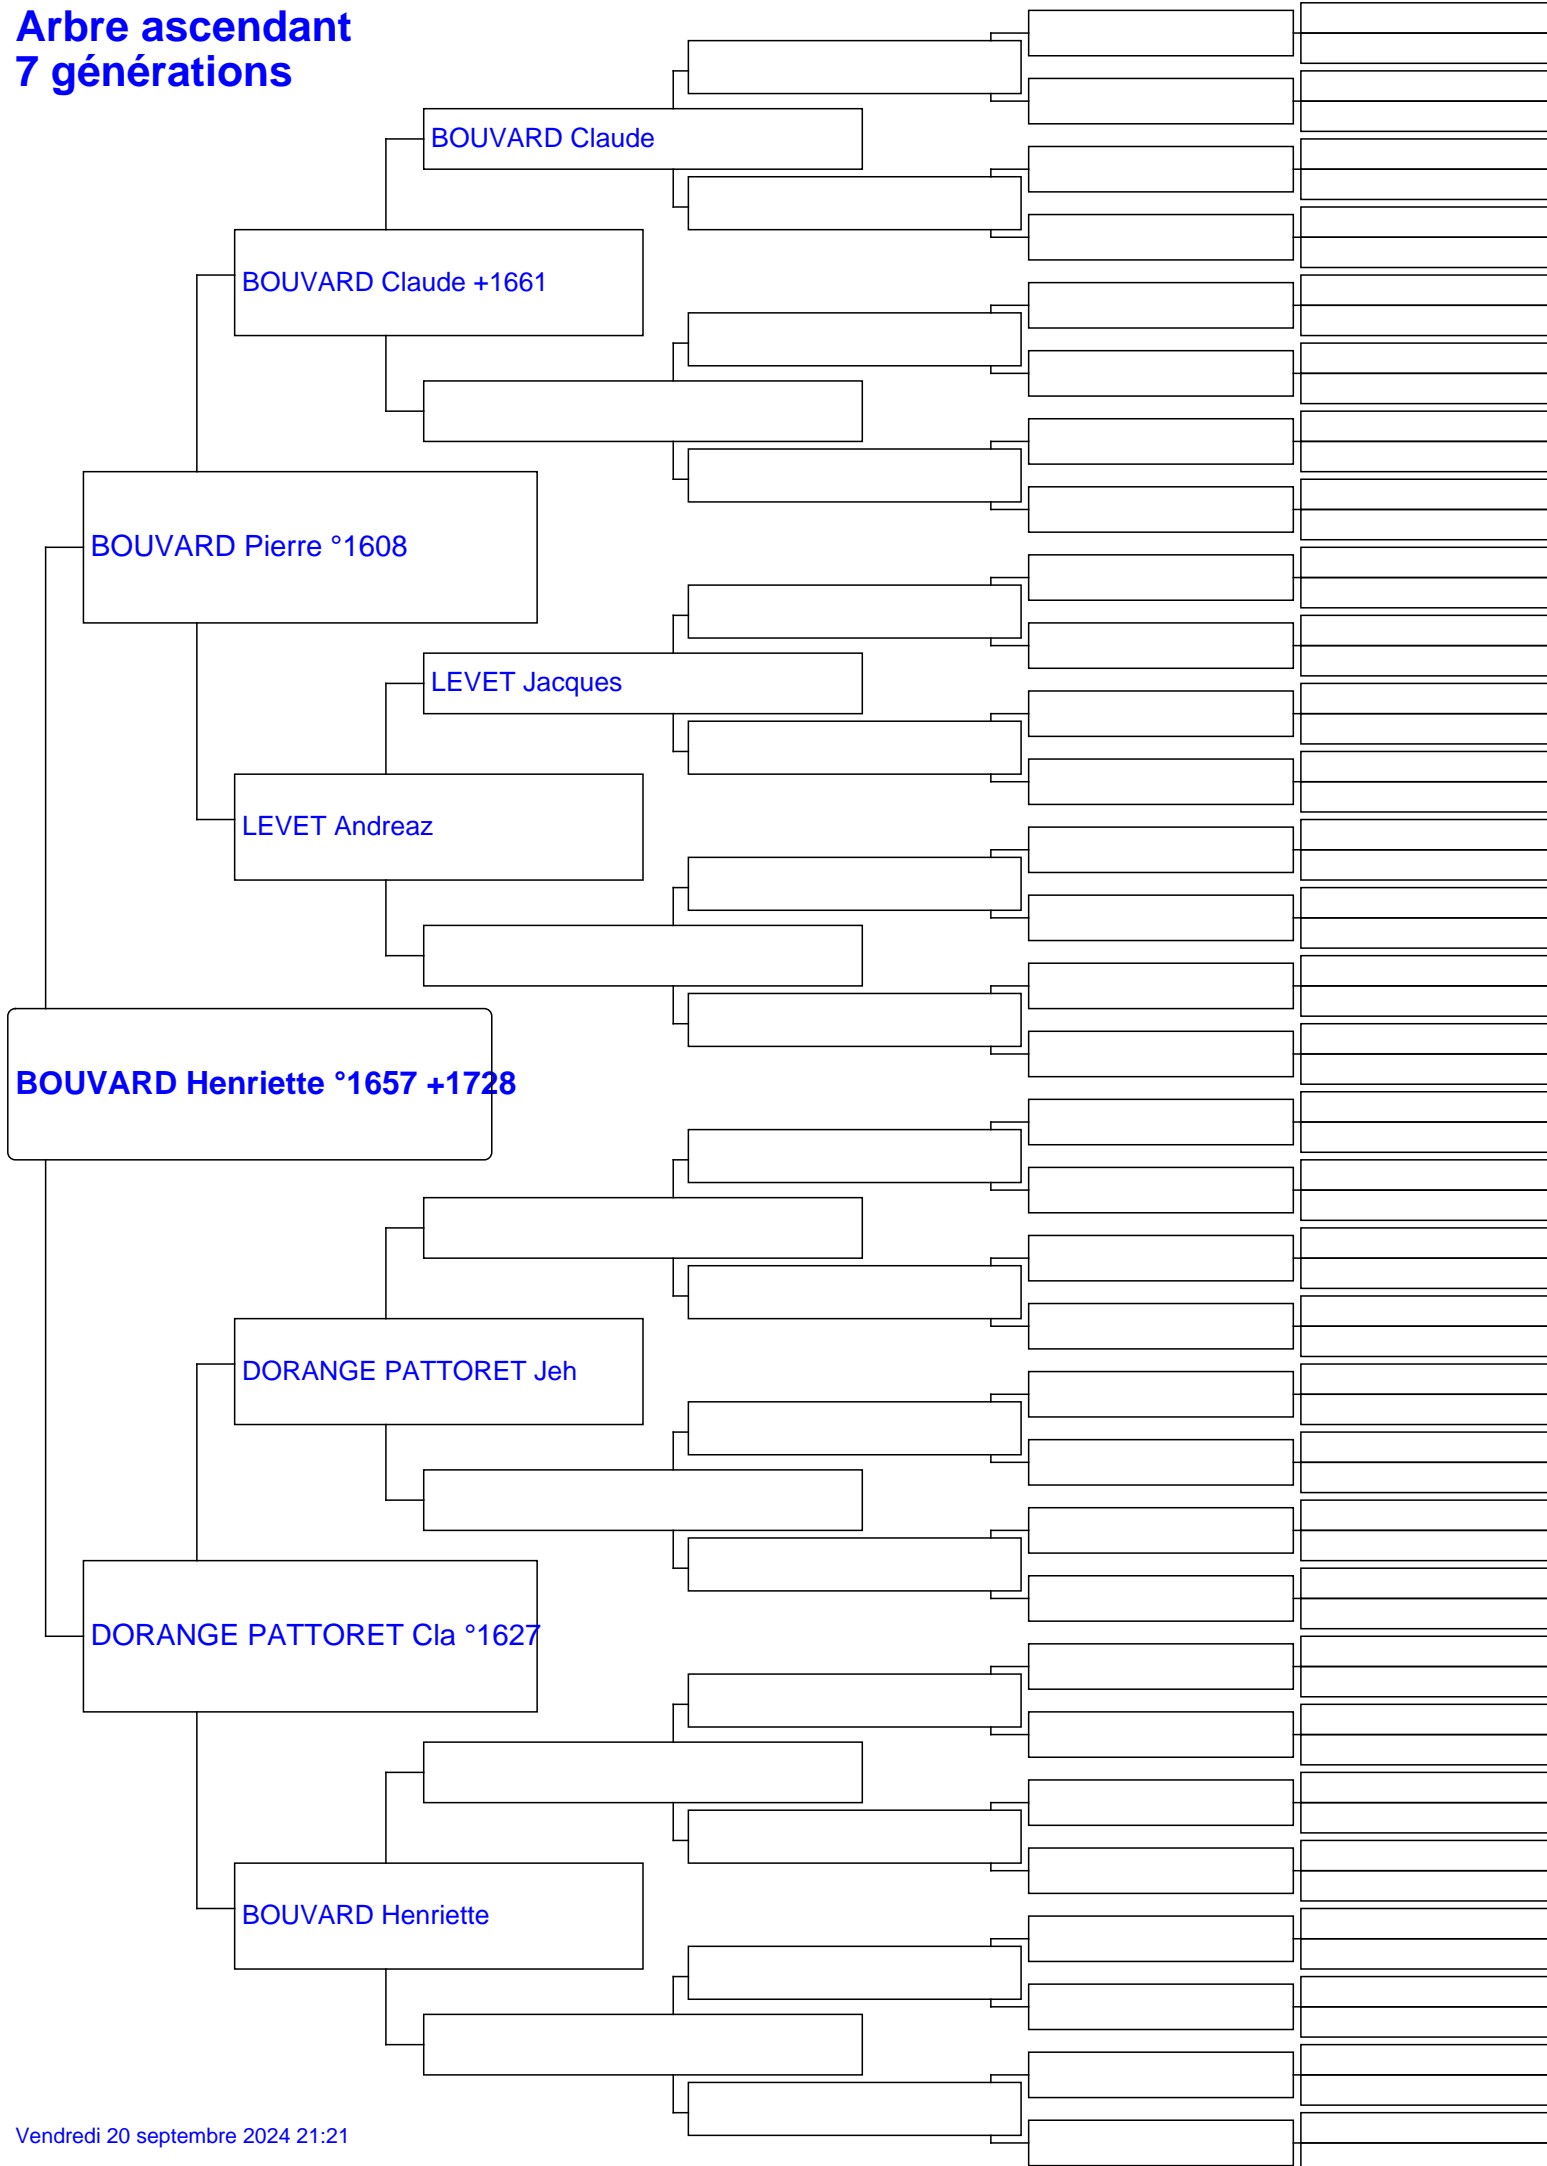 Arbre ascendant
7 générations
BOUVARD Claude
BOUVARD Claude +1661
BOUVARD Pierre °1608
LEVET Jacques
LEVET Andreaz
BOUVARD Henriette °1657 +1728
DORANGE PATTORET Jeh
DORANGE PATTORET Cla °1627
BOUVARD Henriette
Vendredi 20 septembre 2024 21:21